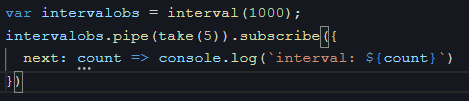 var intervalobs = interval(1000);
intervalobs.pipe(take(5)).subscribe({
  next: count => console.log(`interval: ${count}`)
})